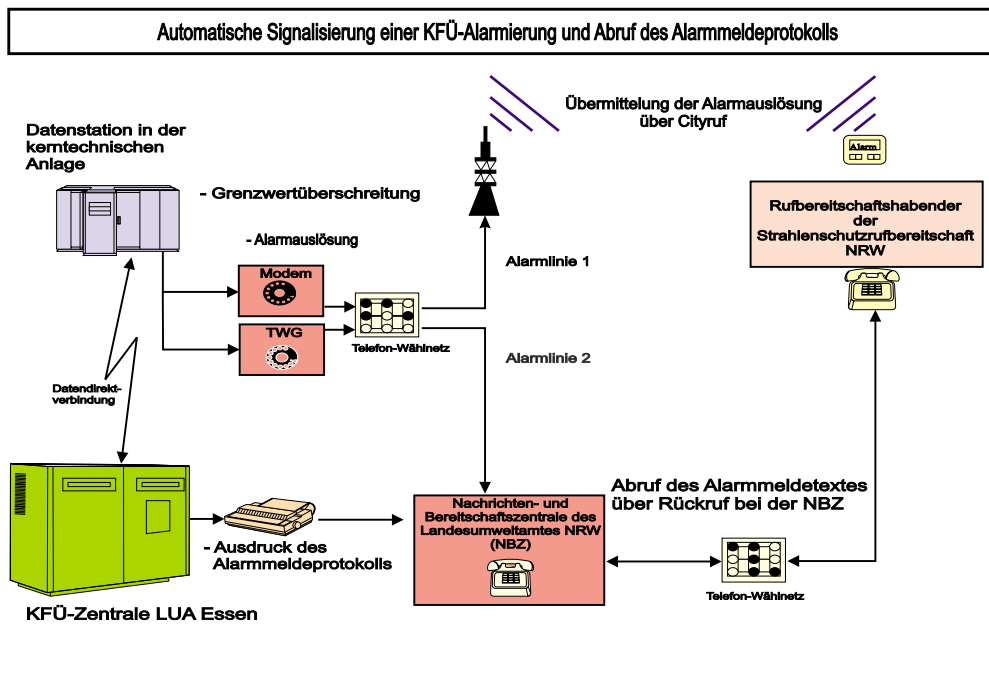 Automatische Signalisierung einer KFÜ-Alarmierung und Abruf des Alarmmeldeprotokolls
Übermittelung der Alarmauslösung
über Cityruf
Datenstation in der
kerntechnischen
Anlage
Alarm
- Grenzwertüberschreitung
Rufbereitschaftshabender
der
Strahlenschutzrufbereitschaft
NRW
- Alarmauslösung
Alarmlinie 1
Modem
TWG
Telefon-Wählnetz
Alarmlinie 2
Datendirekt-
verbindung
Abruf des Alarmmeldetextes
über Rückruf bei der NBZ
Nachrichten- und
Bereitschaftszentrale des
Landesumweltamtes NRW
(NBZ)
- Ausdruck des
Alarmmeldeprotokolls
Telefon-Wählnetz
KFÜ-Zentrale LUA Essen